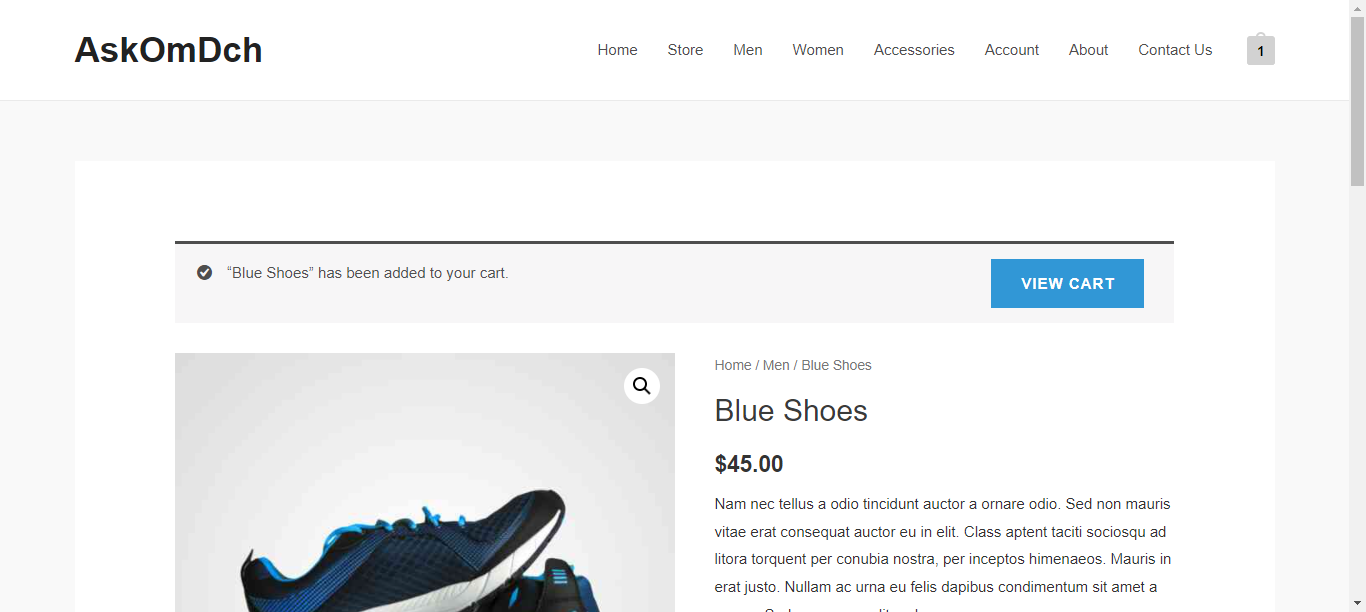 AskOmDch
Home Store Men Women Accessories Account About Contact Us 1
“Blue Shoes” has been added to your cart.
VIEW CART
Home / Men / Blue Shoes
Blue Shoes
$45.00
Nam nec tellus a odio tincidunt auctor a ornare odio. Sed non mauris
vitae erat consequat auctor eu in elit. Class aptent taciti sociosqu ad
litora torquent per conubia nostra, per inceptos himenaeos. Mauris in
erat justo. Nullam ac urna eu felis dapibus condimentum sit amet a